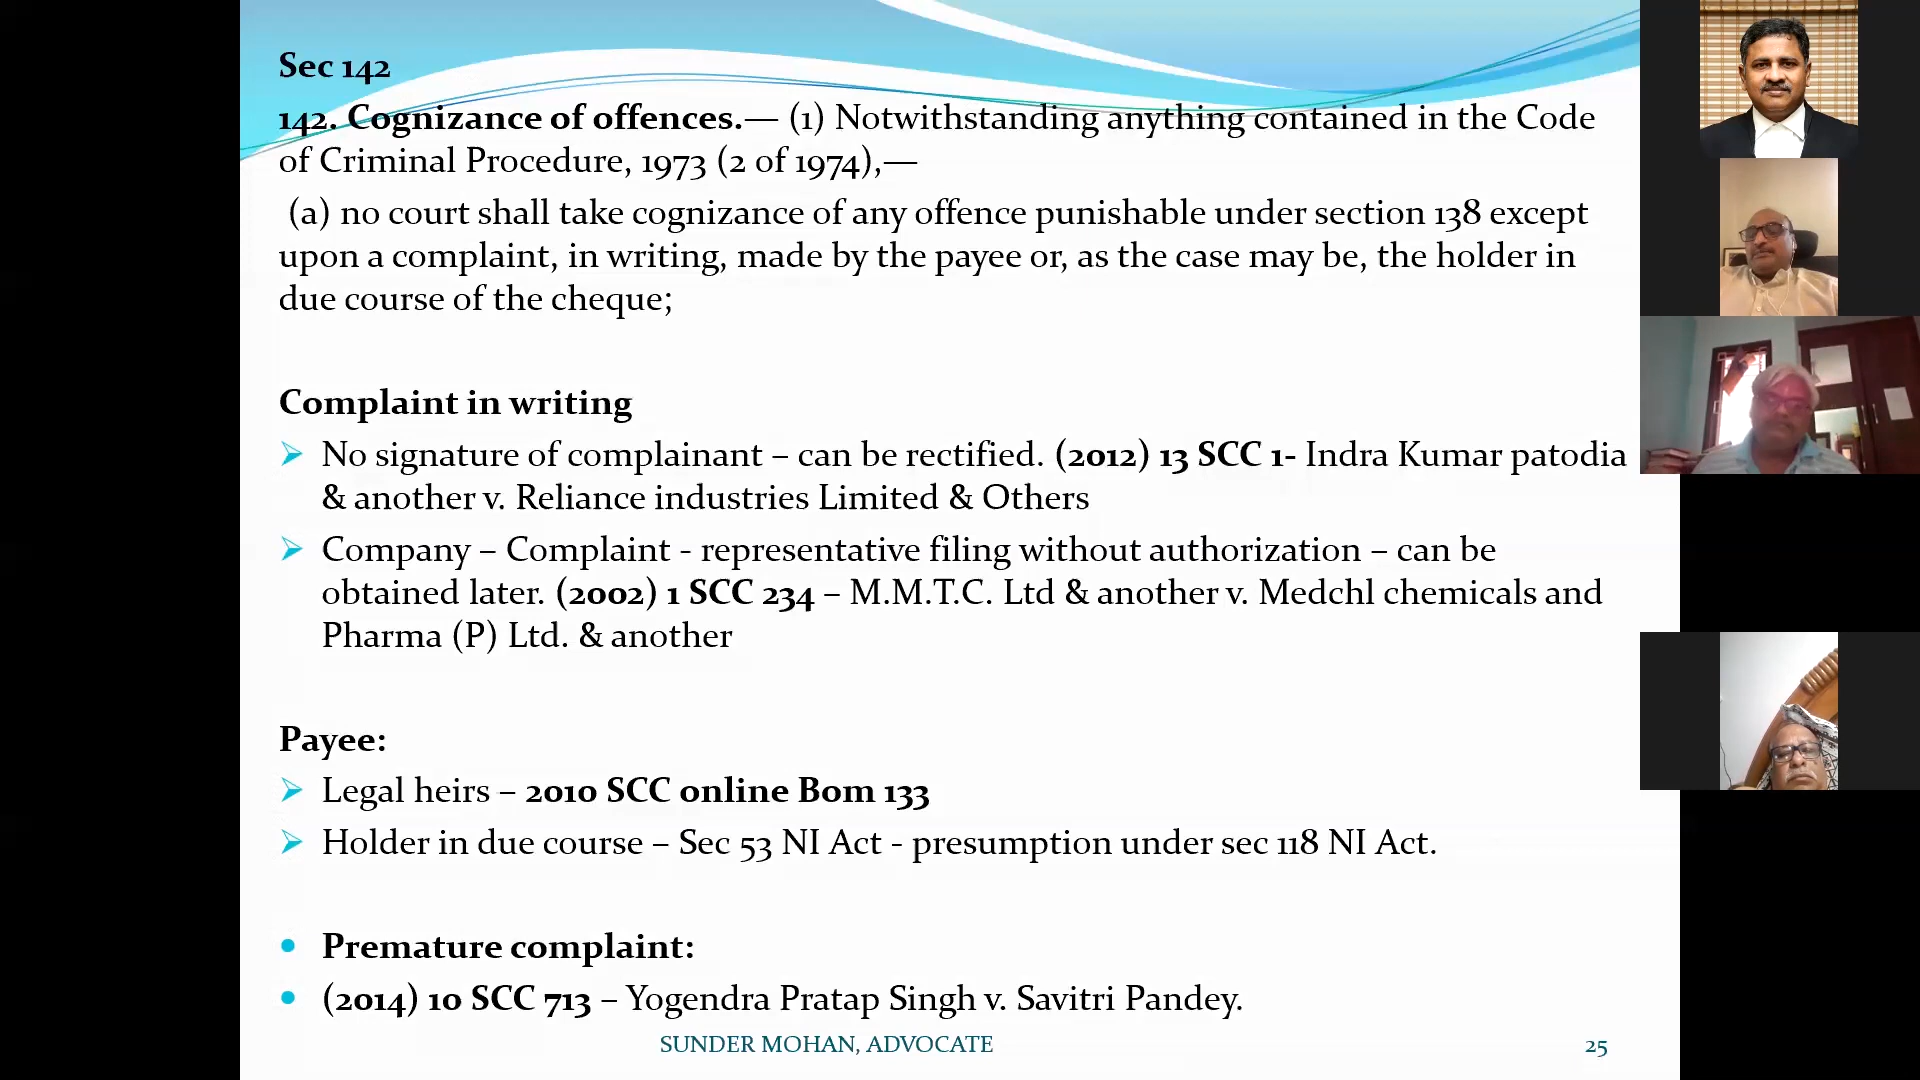 Sec 142
142. Cognizance of offences.— (1) Notwithstanding anything contained in the Code
of Criminal Procedure, 1973 (2 of 1974),—
(a) no court shall take cognizance of any offence punishable under section 138 except
upon a complaint, in writing, made by the payee or, as the case may be, the holder in
due course of the cheque;
Complaint in writing
➢ No signature of complainant – can be rectified. (2012) 13 SCC 1- Indra Kumar patodia
& another v. Reliance industries Limited & Others
➢ Company – Complaint - representative filing without authorization – can be
obtained later. (2002) 1 SCC 234 – M.M.T.C. Ltd & another v. Medchl chemicals and
Pharma (P) Ltd. & another
Payee:
➢ Legal heirs – 2010 SCC online Bom 133
➢ Holder in due course – Sec 53 NI Act - presumption under sec 118 NI Act.
• Premature complaint:
• (2014) 10 SCC 713 – Yogendra Pratap Singh v. Savitri Pandey.
SUNDER MOHAN, ADVOCATE
25